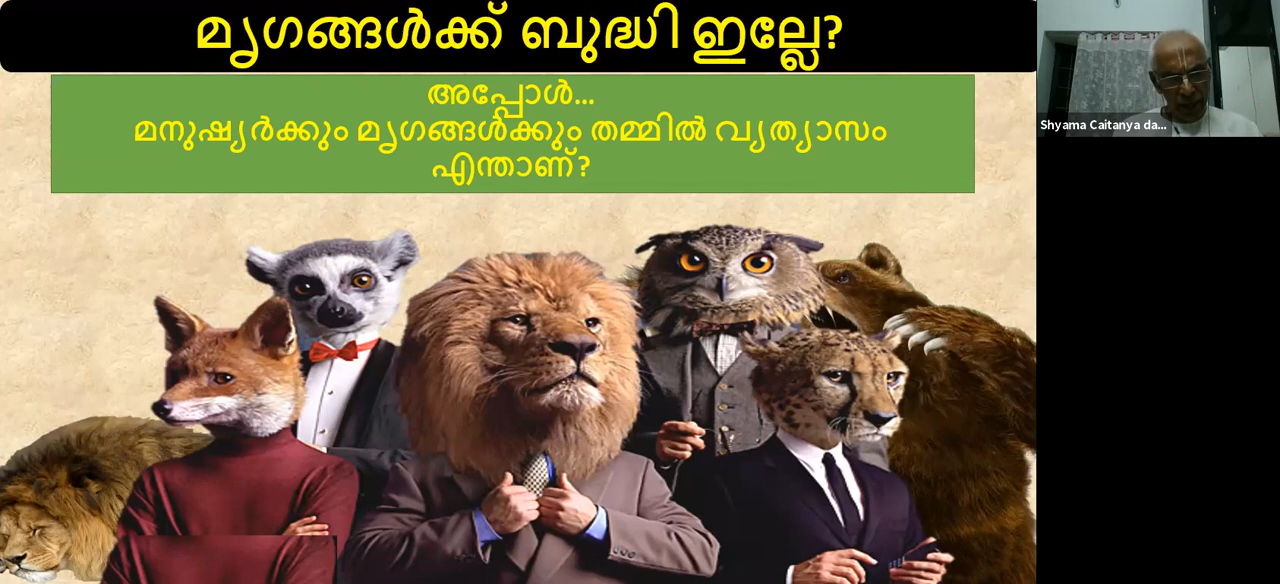 മൃഗങ്ങൾക്ക് ബുദ്ധി ഇല്ലേ?
അപ്പോൾ...
മനുഷ്യർക്കും മൃഗങ്ങൾക്കും തമ്മിൽ വ്യത്യാസം
എന്താണ്?
Shyama Caitanya da...